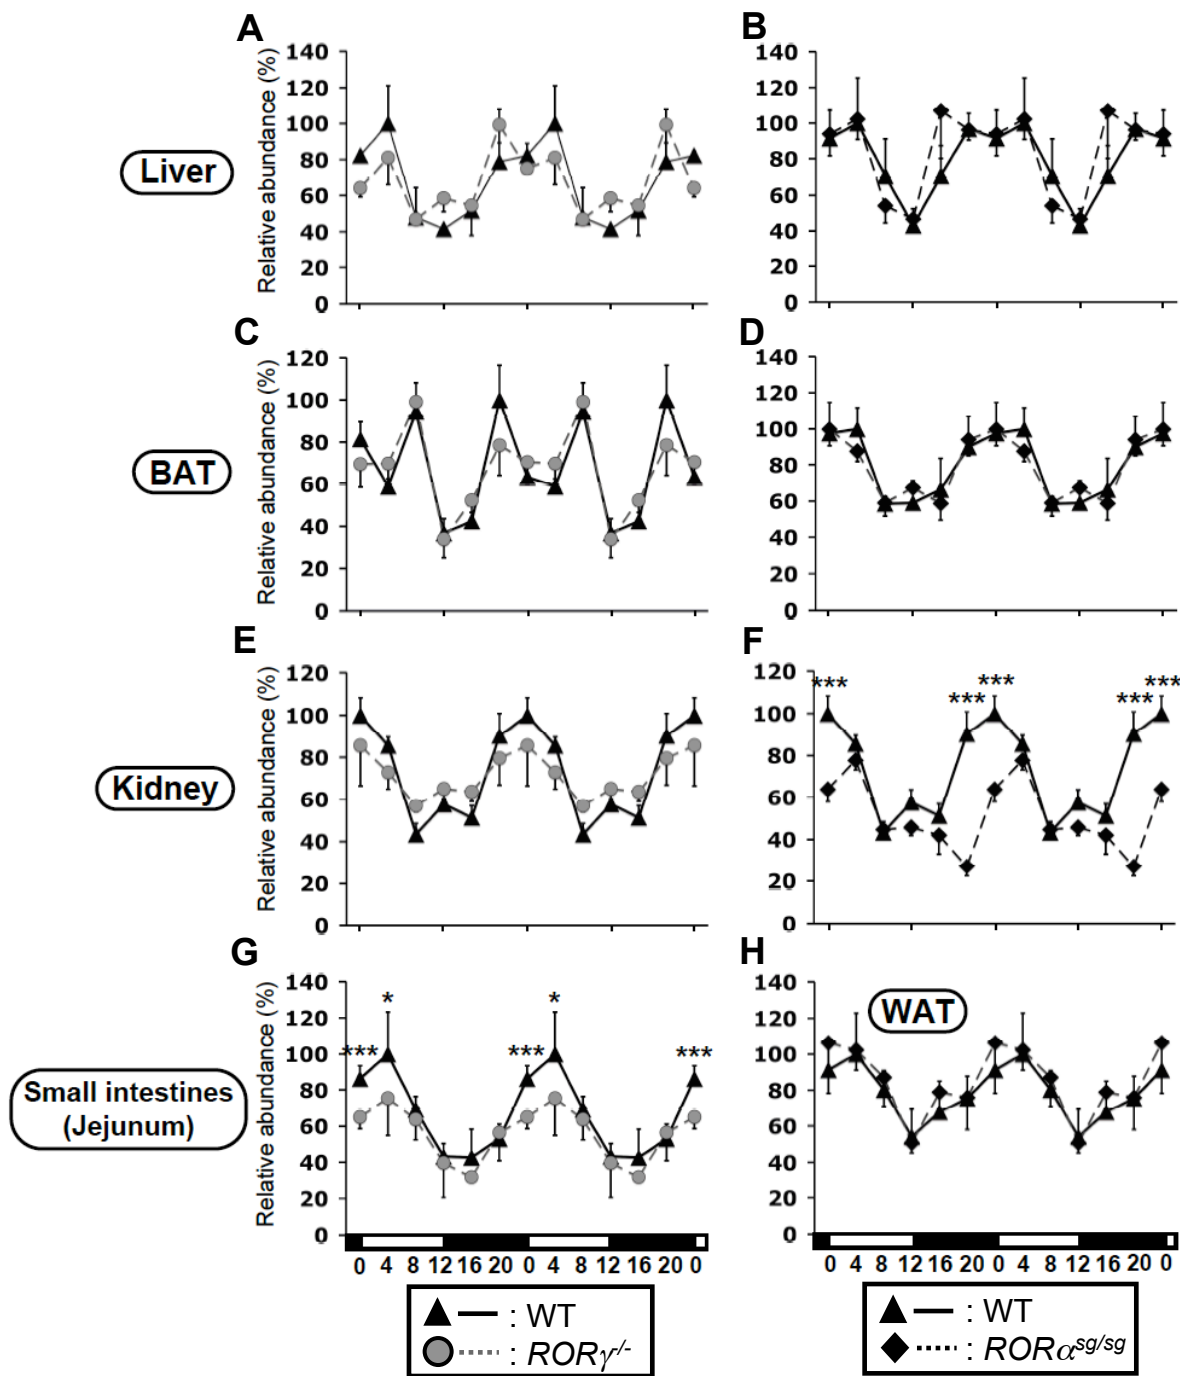 A
B
Relative abundance (%)
140
120
100
80
60
40
20
0
140
120
100
80
60
40
20
0
Liver
C
D
Relative abundance (%)
120
100
80
60
40
20
0
140
120
100
80
60
40
20
0
BAT
E
F
Relative abundance (%)
120
100
80
60
40
20
0
120
100
80
60
40
20
0
*** *** *** *** ***
Kidney
G
H
Relative abundance (%)
140
120
100
80
60
40
20
0
*** * *** * ***
140
120
100
80
60
40
20
0
WAT
Small intestines
(Jejunum)
0 4 8 12 16 20 0 4 8 12 16 20 0
0 4 8 12 16 20 0 4 8 12 16 20 0
: WT
: RORγ-/-
: WT
: RORαsg/sg